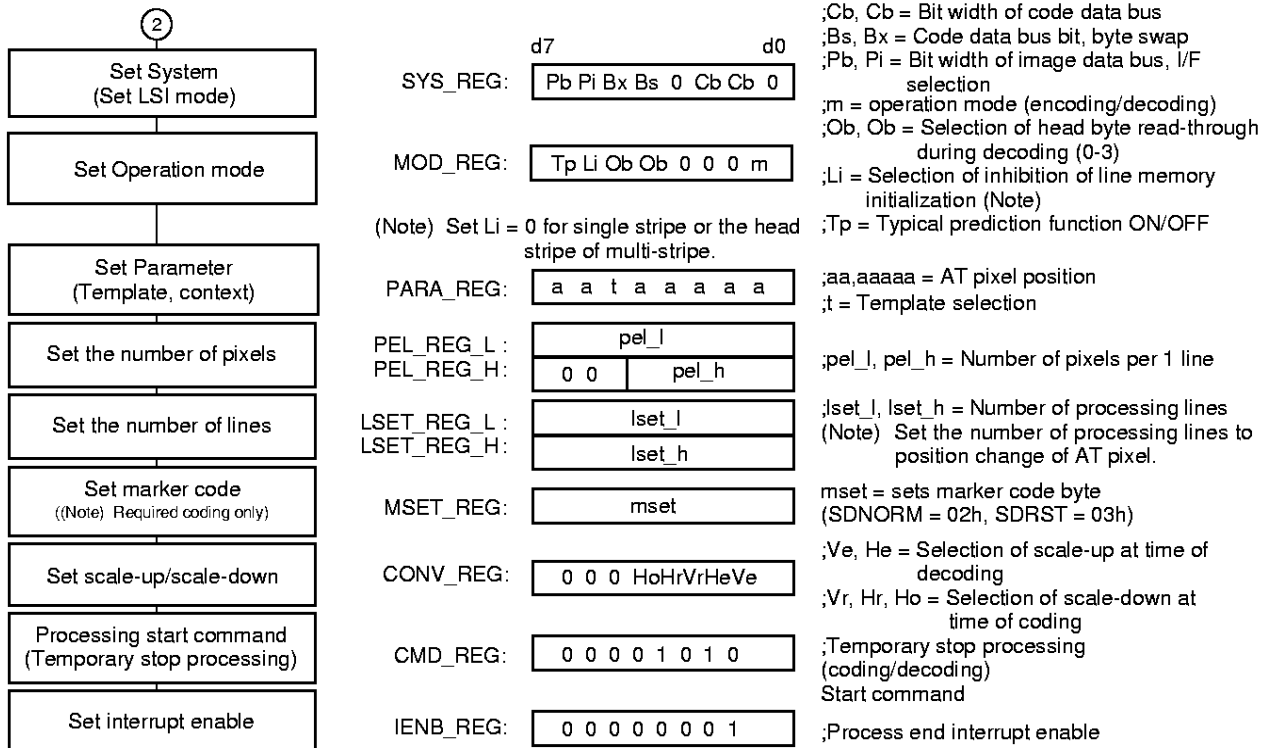 2
Set System
(Set LSI mode)
d7 d0
SYS_REG: Pb Pi Bx Bs 0 Cb Cb 0
;Cb, Cb = Bit width of code data bus
;Bs, Bx = Code data bus bit, byte swap
;Pb, Pi = Bit width of image data bus, I/F
selection
Set Operation mode
MOD_REG: Tp Li Ob Ob 0 0 0 m
;m = operation mode (encoding/decoding)
;Ob, Ob = Selection of head byte read-through
during decoding (0-3)
;Li = Selection of inhibition of line memory
initialization (Note)
;Tp = Typical prediction function ON/OFF
(Note) Set Li = 0 for single stripe or the head
stripe of multi-stripe.
Set Parameter
(Template, context)
PARA_REG: a a t a a a a a
;aa,aaaaa = AT pixel position
;t = Template selection
Set the number of pixels
PEL_REG_L : pel_l
PEL_REG_H : 0 0 pel_h
;pel_l, pel_h = Number of pixels per 1 line
Set the number of lines
LSET_REG_L : lset_l
LSET_REG_H: lset_h
;lset_l, lset_h = Number of processing lines
(Note) Set the number of processing lines to
position change of AT pixel.
Set marker code
((Note) Required coding only)
MSET_REG: mset
mset = sets marker code byte
(SDNORM = 02h, SDRST = 03h)
Set scale-up/scale-down
CONV_REG: 0 0 0 HoHrVrHeVe
;Ve, He = Selection of scale-up at time of
decoding
;Vr, Hr, Ho = Selection of scale-down at
time of coding
Processing start command
(Temporary stop processing)
CMD_REG: 0 0 0 0 1 0 1 0
;Temporary stop processing
(coding/decoding)
Start command
Set interrupt enable
IENB_REG: 0 0 0 0 0 0 0 1
;Process end interrupt enable